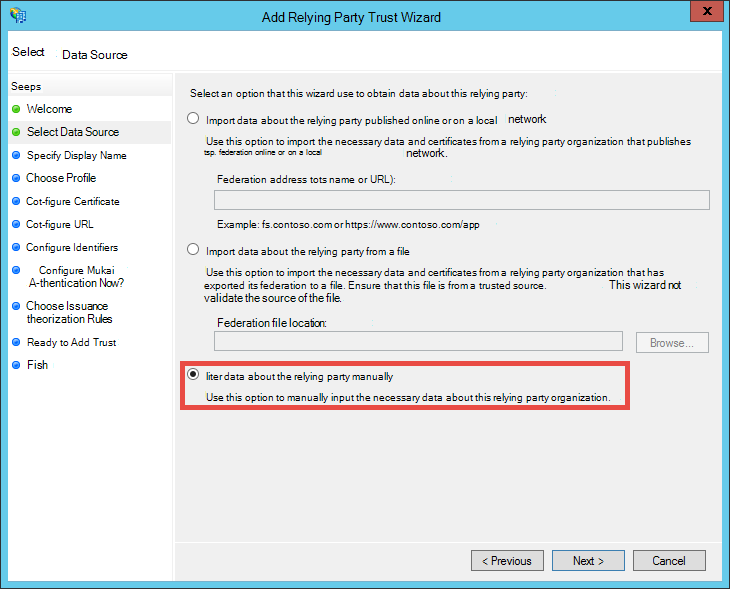 Add Relying Party Trust Wizard
X
Select Data Source
Seeps
Welcome
Select Data Source
Specify Display Name
Choose Profile
Cot-figure Certificate
Cot-figure URL
Configure Identifiers
Configure Mukai
A-thentication Now?
Choose Issuance
theorization Rules
Ready to Add Trust
Fish
Select an option that this wizard use to obtain data about this relying party:
Import data about the relying party published online or on a local network
Use this option to import the necessary data and certificates from a relying party organization that publishes
tsp. federation online or on a local network.
Federation address tots name or URL):
Example: fs.contoso.com or https://www.contoso.com/app
Import data about the relying party from a file
Use this option to import the necessary data and certificates from a relying party organization that has
exported its federation to a file. Ensure that this file is from a trusted source. This wizard not
validate the source of the file.
Federation file location:
Browse...
liter data about the relying party manually
Use this option to manually input the necessary data about this relying party organization.
< Previous
Next >
Cancel